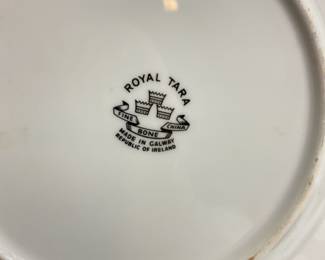 ROYAL TARA
FINE BONE CHINA
MADE IN GALWAY
REPUBLIC OF IRELAND